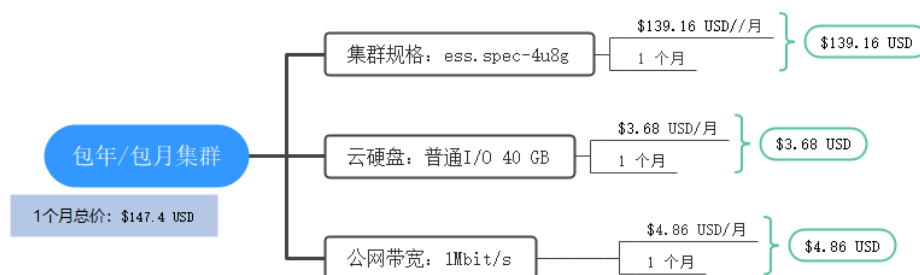 包年/包月集群
1个月总价：$147.4 USD
集群规格：ess.spec-4u8g
$139.16 USD//月
1 个月
$139.16 USD
云硬盘：普通I/O 40 GB
$3.68 USD/月
1 个月
$3.68 USD
公网带宽：1Mbit/s
$4.86 USD/月
1 个月
$4.86 USD